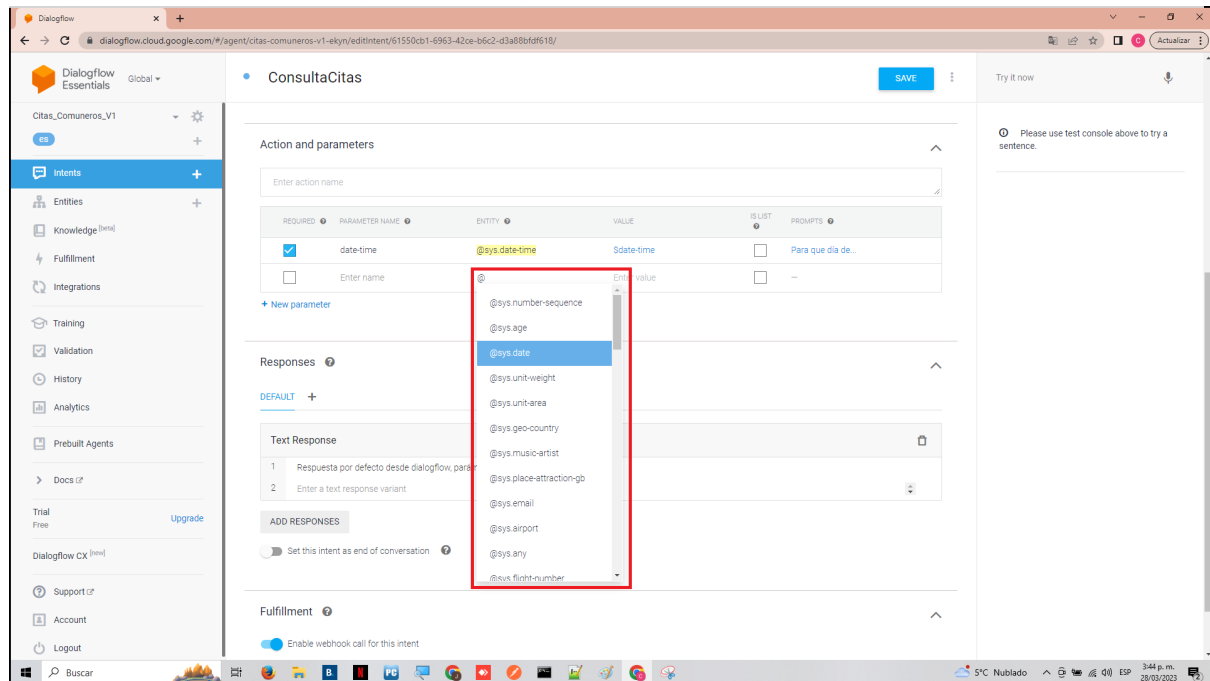 Dialogflow
dialogflow.cloud.google.com/#/agent/citas-comuneros-v1-ekyn/editIntent/61550cb1-6963-42ce-b6c2-d3a88bfdf618/
C
Actualizar
Dialogflow
Essentials
Global
ConsultaCitas
SAVE
Try it now
Citas_Comuneros_V1
es
Please use test console above to try a
sentence.
Intents
Entities
Knowledge [beta]
Fulfillment
Integrations
Training
Validation
History
Analytics
Prebuilt Agents
Docs
Trial
Free
Upgrade
Dialogflow CX [new]
Support
Account
Logout
Action and parameters
Enter action name
REQUIRED PARAMETER NAME ENTITY VALUE IS LIST PROMPTS
date-time @sys.date-time $date-time Para que día de...
Enter name @ Enter value –
+ New parameter
@sys.number-sequence
@sys.age
@sys.date
@sys.unit-weight
@sys.unit-area
@sys.geo-country
@sys.music-artist
@sys.place-attraction-gb
@sys.email
@sys.airport
@sys.any
@sys.flight-number
Responses
DEFAULT +
Text Response
1 Respuesta por defecto desde dialogflow, parám
2 Enter a text response variant
ADD RESPONSES
Set this intent as end of conversation
Fulfillment
Enable webhook call for this intent
Buscar
5°C Nublado
ESP
3:44 p. m.
28/03/2023